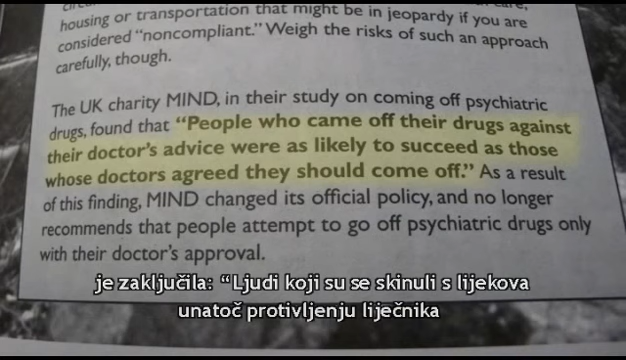 housing or transportation that might be in jeopardy if you are
considered “noncompliant.” Weigh the risks of such an approach
carefully, though.
The UK charity MIND, in their study on coming off psychiatric
drugs, found that “People who came off their drugs against
their doctor’s advice were as likely to succeed as those
whose doctors agreed they should come off.” As a result
of this finding, MIND changed its official policy, and no longer
recommends that people attempt to go off psychiatric drugs only
with their doctor’s approval.
je zaključila: “Ljudi koji su se skinuli s lijekova
unatoč protivljenju liječnika